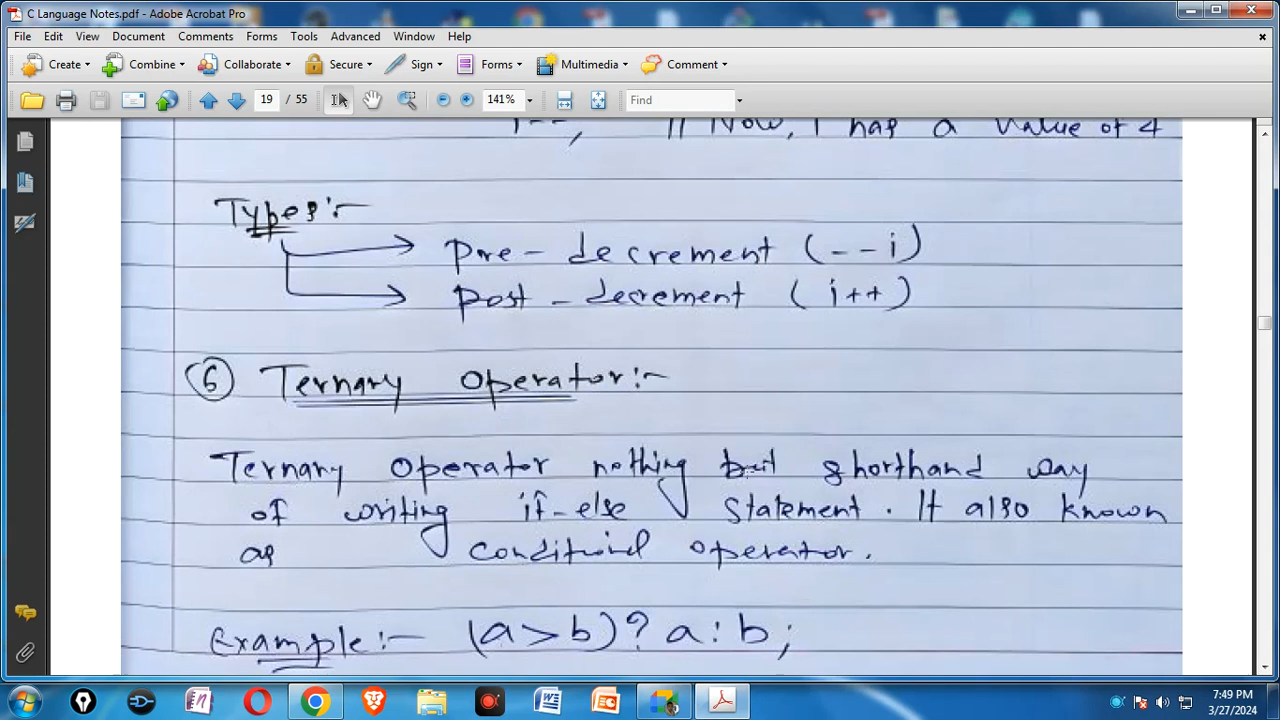 C Language Notes.pdf - Adobe Acrobat Pro
File Edit View Document Comments Forms Tools Advanced Window Help
Create Combine Collaborate Secure Sign Forms Multimedia Comment
19 / 55 141% Find
i--, // Now, i has a value of 4
Types:-
pre-decrement (--i)
post-decrement (i++)
6 Ternary Operator:-
Ternary Operator nothing but shorthand way
of writing if-else statement. It also known
as conditional operator.
Example:- (a>b)? a:b;
7:49 PM
3/27/2024